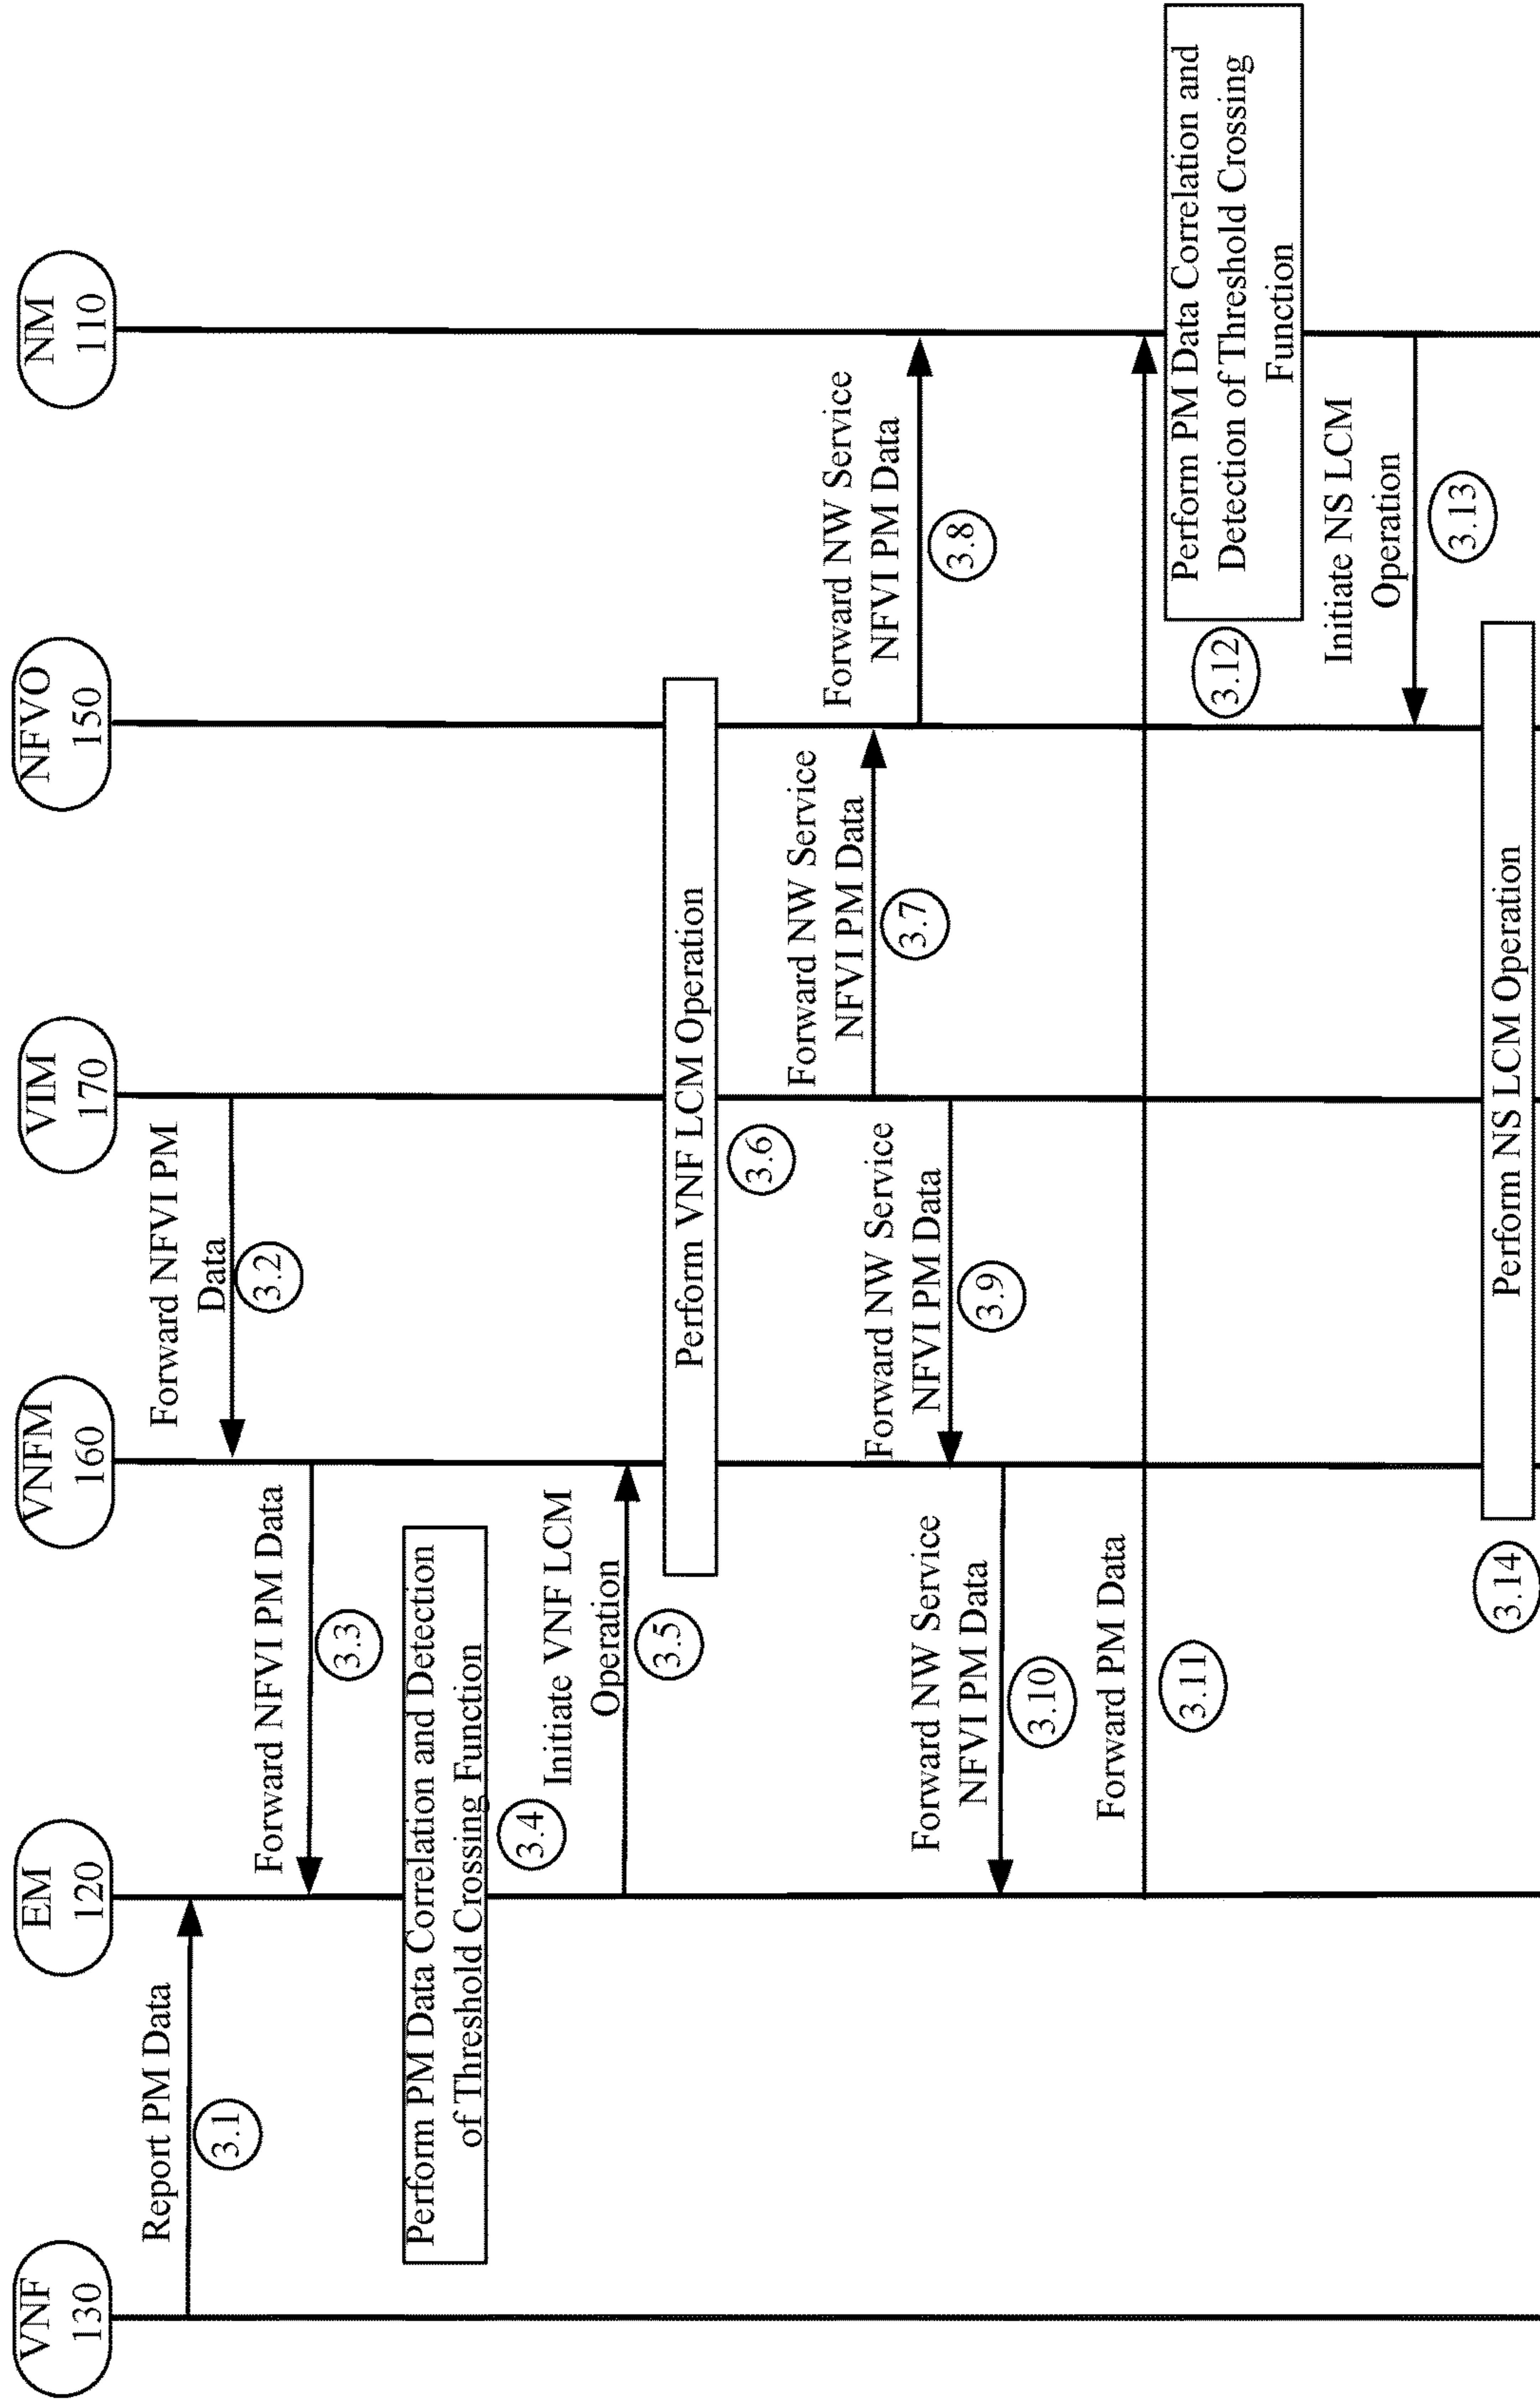 VNF
130
EM
120
VNFM
160
VIM
170
NFVO
150
NM
110
Report PM Data
3.1
Forward NFVI PM
Data
3.2
Forward NFVI PM Data
3.3
Perform PM Data Correlation and Detection
of Threshold Crossing Function
3.4
Initiate VNF LCM
Operation
3.5
Perform VNF LCM Operation
3.6
Forward NW Service
NFVI PM Data
3.7
Forward NW Service
NFVI PM Data
3.8
Forward NW Service
NFVI PM Data
3.9
Forward NW Service
NFVI PM Data
3.10
Forward PM Data
3.11
Perform PM Data Correlation and
Detection of Threshold Crossing
Function
3.12
Initiate NS LCM
Operation
3.13
Perform NS LCM Operation
3.14